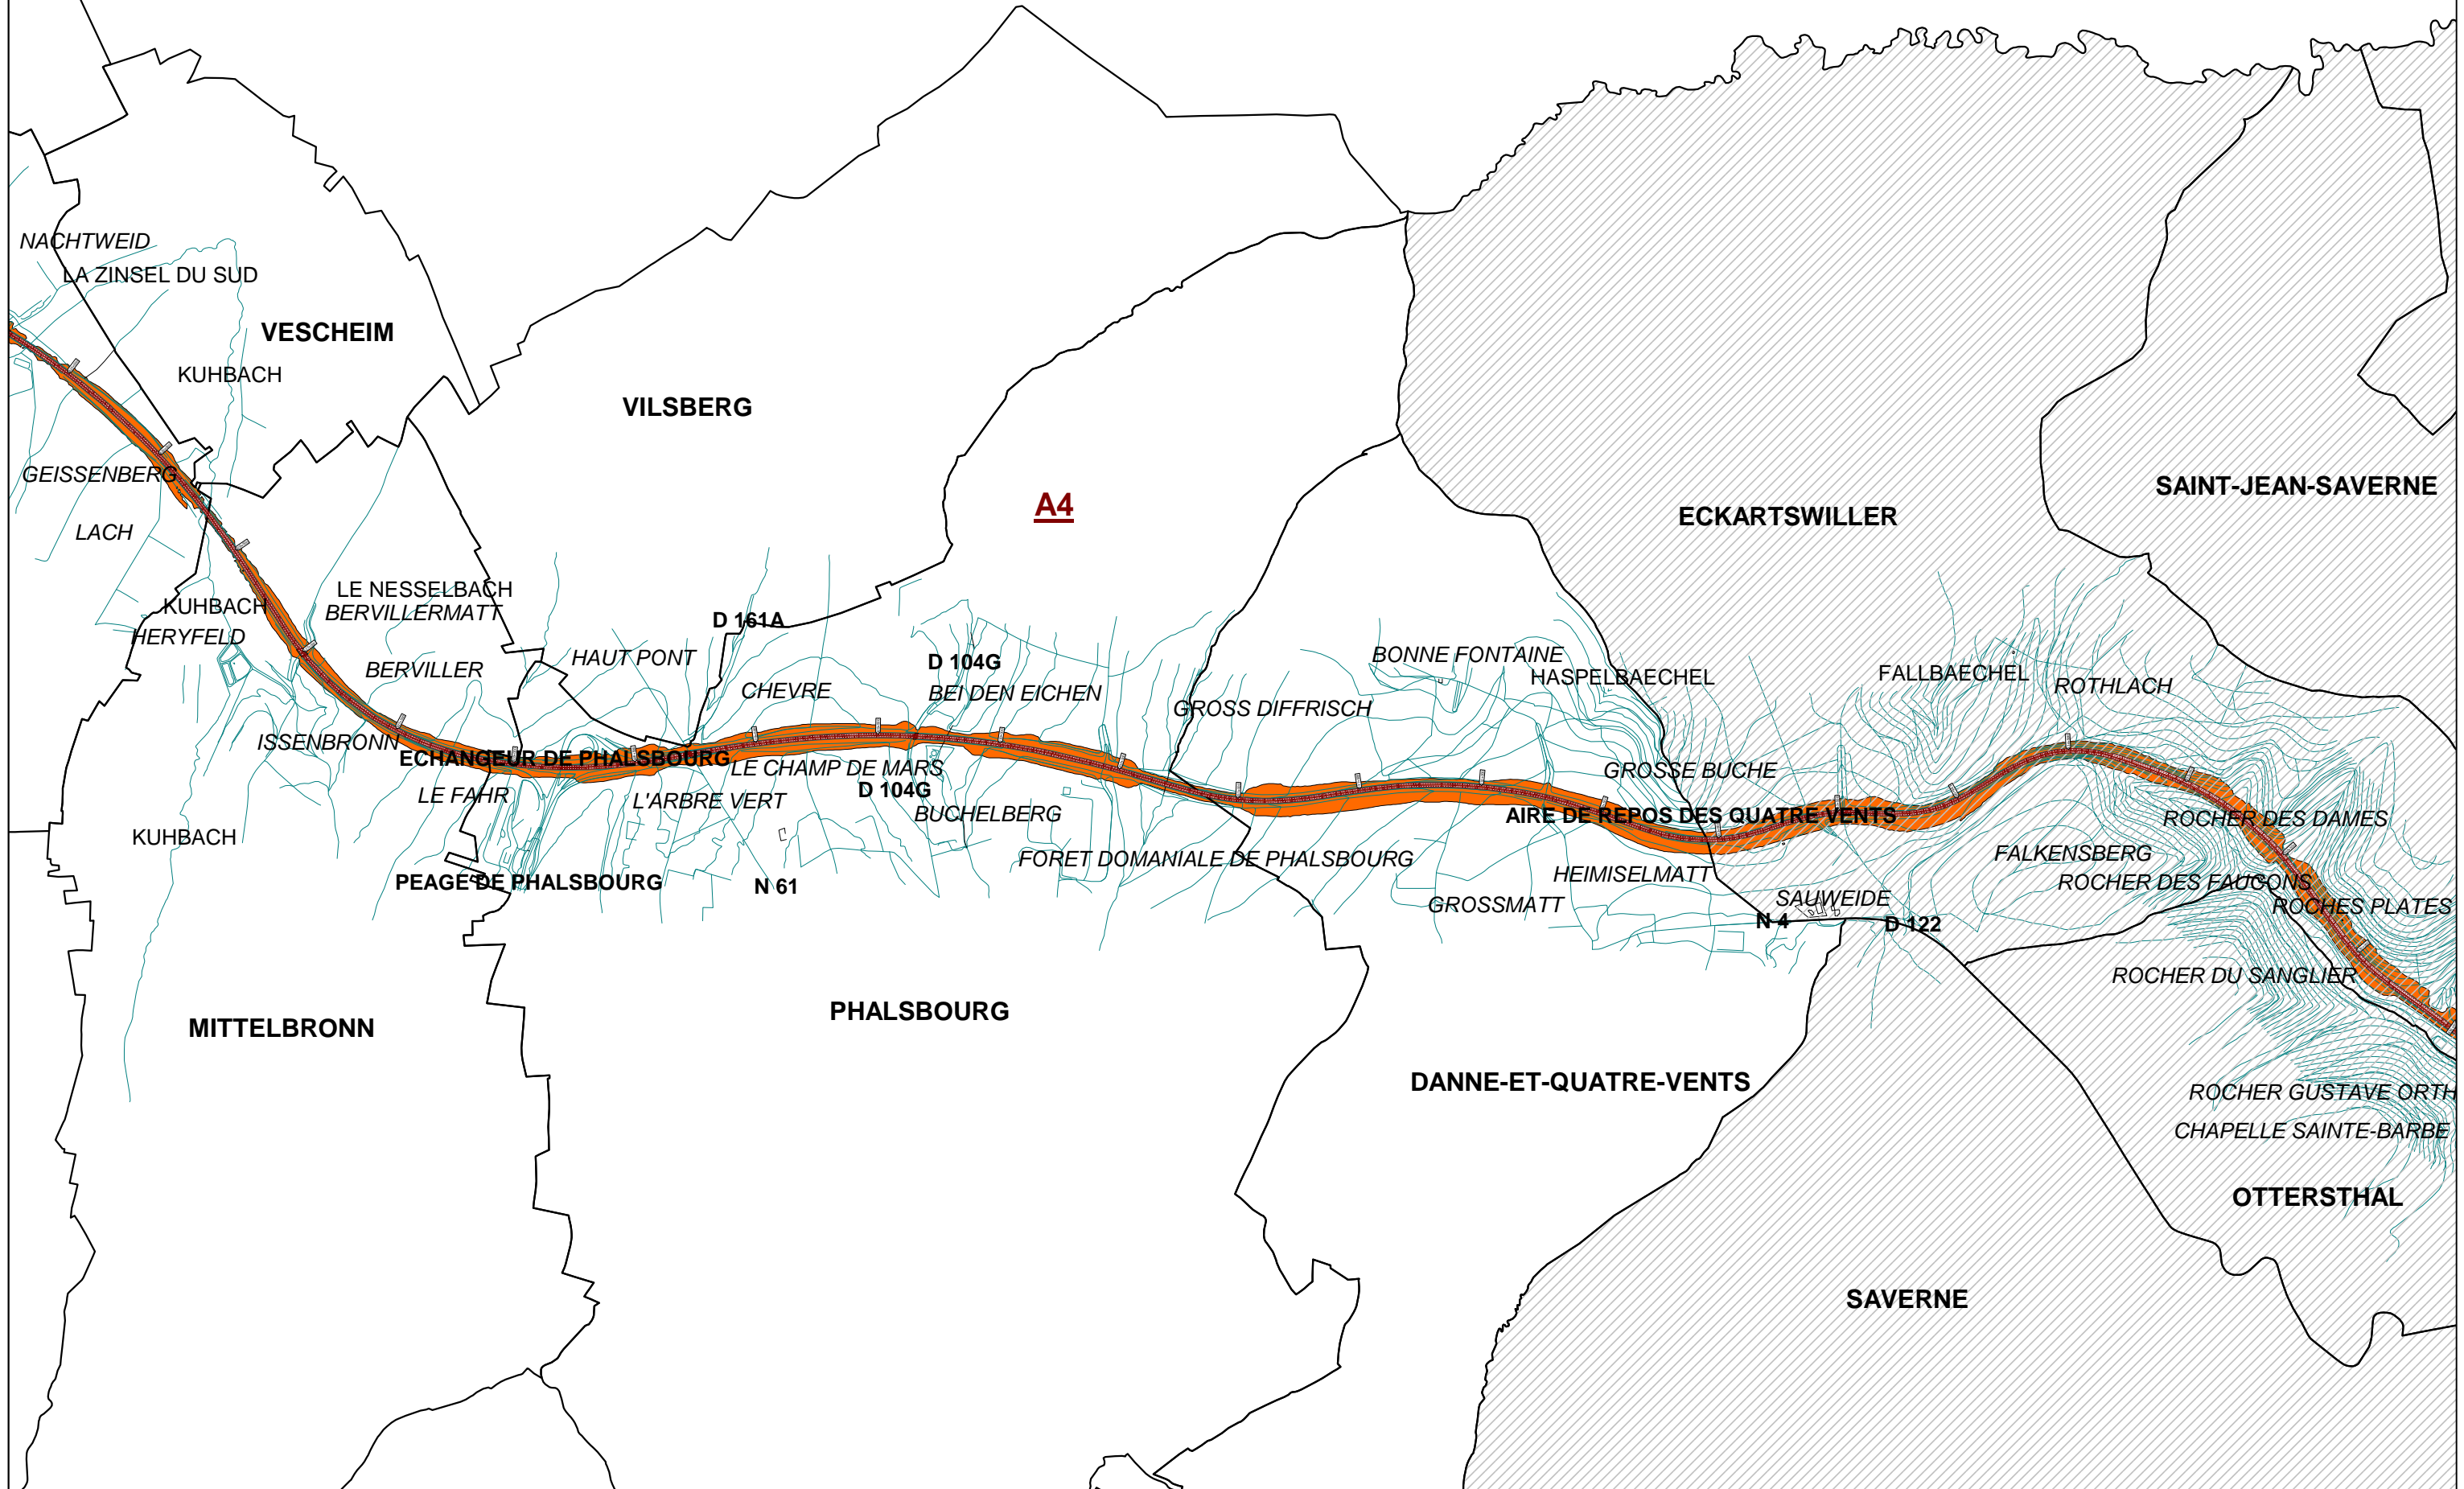 NACHTWEID
LA ZINSEL DU SUD
VESCHEIM
KUHBACH
VILSBERG
GEISSENBERG
A4
SAINT-JEAN-SAVERNE
ECKARTSWILLER
LACH
LE NESSELBACH
KUHBACH
BERVILLERMATT
D 161A
HERYFELD
HAUT PONT
BONNE FONTAINE
D 104G
BERVILLER
HASPELBAECHEL
FALLBAECHEL
ROTHLACH
CHEVRE
BEI DEN EICHEN
GROSS DIFFRISCH
ISSENBRONN
ECHANGEUR DE PHALSBOURG
LE CHAMP DE MARS
GROSSE BUCHE
D 104G
LE FAHR
L'ARBRE VERT
BUCHELBERG
AIRE DE REPOS DES QUATRE VENTS
ROCHER DES DAMES
KUHBACH
FORET DOMANIALE DE PHALSBOURG
FALKENSBERG
HEIMISELMATT
PEAGE DE PHALSBOURG
N 61
ROCHER DES FAUCONS
GROSSMATT
SAUWEIDE
ROCHES PLATES
N 4
D 122
ROCHER DU SANGLIER
PHALSBOURG
MITTELBRONN
DANNE-ET-QUATRE-VENTS
ROCHER GUSTAVE ORTH
CHAPELLE SAINTE-BARBE
OTTERSTHAL
SAVERNE